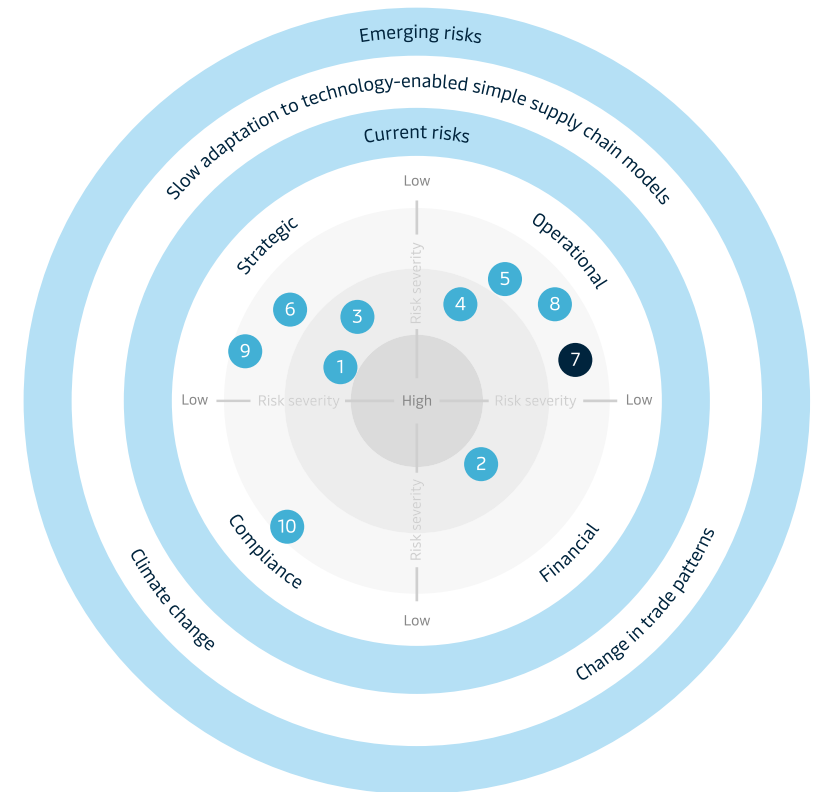 Emerging risks
Slow adaptation to technology-enabled simple supply chain models
Current risks
Low
Strategic
Operational
Risk severity
5
6
3
4
8
9
1
7
Low
Risk severity
High
Risk severity
Low
2
Risk severity
10
Compliance
Financial
Climate change
Change in trade patterns
Low